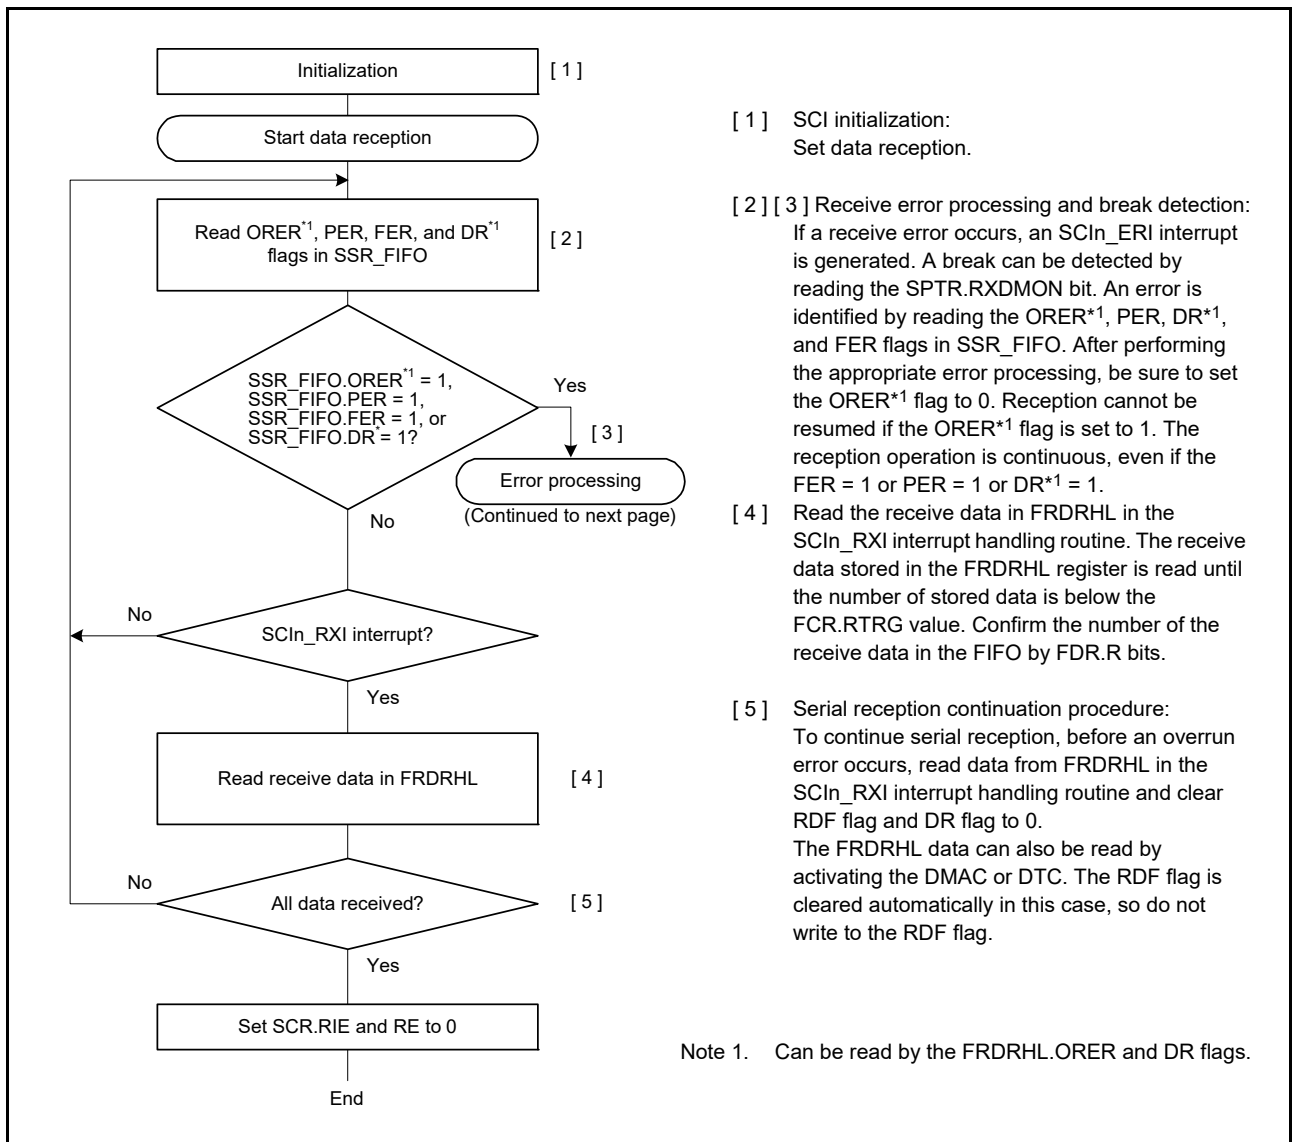 Initialization
[ 1 ]
Start data reception
Read ORER*1, PER, FER, and DR*1
flags in SSR_FIFO
[ 2 ]
SSR_FIFO.ORER*1 = 1,
SSR_FIFO.PER = 1,
SSR_FIFO.FER = 1, or
SSR_FIFO.DR* = 1?
Yes
[ 3 ]
Error processing
(Continued to next page)
No
No
SCIn_RXI interrupt?
Yes
Read receive data in FRDRHL
[ 4 ]
No
All data received?
[ 5 ]
Yes
Set SCR.RIE and RE to 0
End
[ 1 ] SCI initialization:
Set data reception.
[ 2 ] [ 3 ] Receive error processing and break detection:
If a receive error occurs, an SCIn_ERI interrupt
is generated. A break can be detected by
reading the SPTR.RXDMON bit. An error is
identified by reading the ORER*1, PER, DR*1,
and FER flags in SSR_FIFO. After performing
the appropriate error processing, be sure to set
the ORER*1 flag to 0. Reception cannot be
resumed if the ORER*1 flag is set to 1. The
reception operation is continuous, even if the
FER = 1 or PER = 1 or DR*1 = 1.
[ 4 ] Read the receive data in FRDRHL in the
SCIn_RXI interrupt handling routine. The receive
data stored in the FRDRHL register is read until
the number of stored data is below the
FCR.RTRG value. Confirm the number of the
receive data in the FIFO by FDR.R bits.
[ 5 ] Serial reception continuation procedure:
To continue serial reception, before an overrun
error occurs, read data from FRDRHL in the
SCIn_RXI interrupt handling routine and clear
RDF flag and DR flag to 0.
The FRDRHL data can also be read by
activating the DMAC or DTC. The RDF flag is
cleared automatically in this case, so do not
write to the RDF flag.
Note 1. Can be read by the FRDRHL.ORER and DR flags.